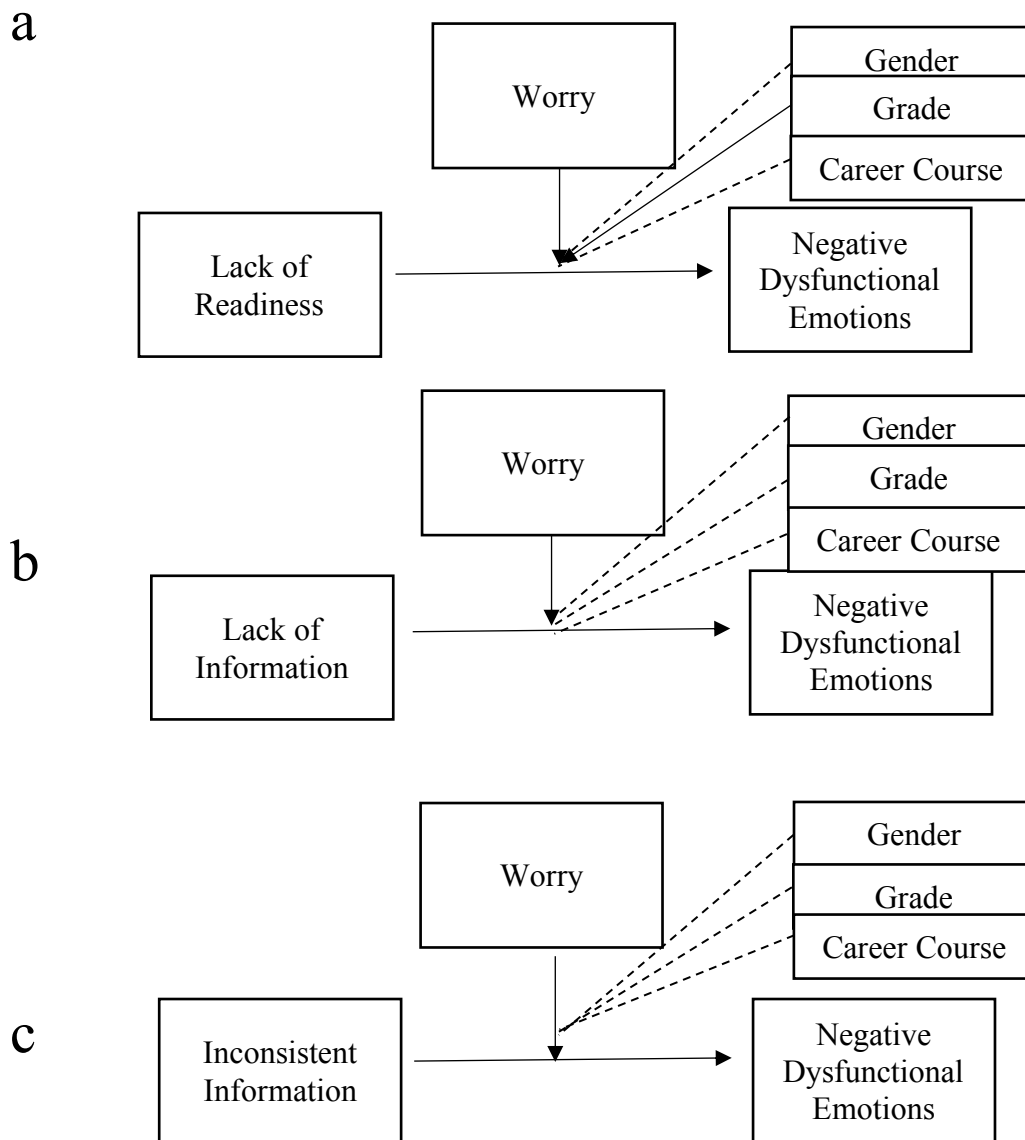 a
Worry
Gender
Grade
Career Course
Lack of
Readiness
Negative
Dysfunctional
Emotions
b
Worry
Gender
Grade
Career Course
Lack of
Information
Negative
Dysfunctional
Emotions
c
Worry
Gender
Grade
Career Course
Inconsistent
Information
Negative
Dysfunctional
Emotions